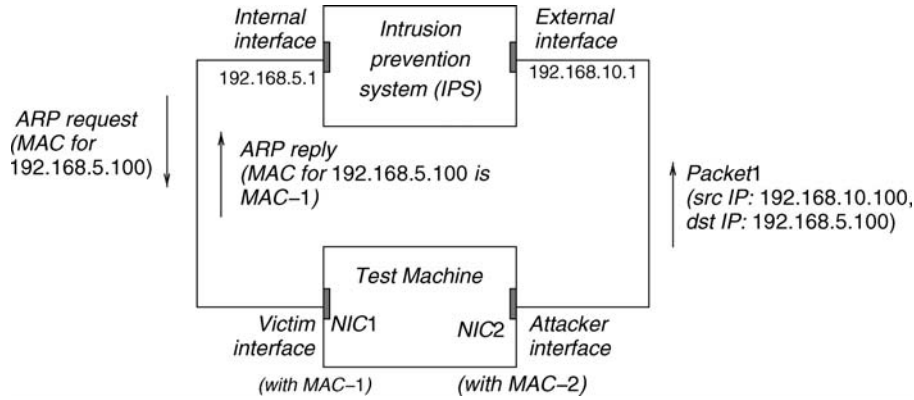 Internal
interface
192.168.5.1
Intrusion
prevention
system (IPS)
External
interface
192.168.10.1
ARP request
(MAC for
192.168.5.100)
ARP reply
(MAC for 192.168.5.100 is
MAC–1)
Packet1
(src IP: 192.168.10.100,
dst IP: 192.168.5.100)
Test Machine
Victim
interface
NIC1
NIC2
Attacker
interface
(with MAC–1)
(with MAC–2)